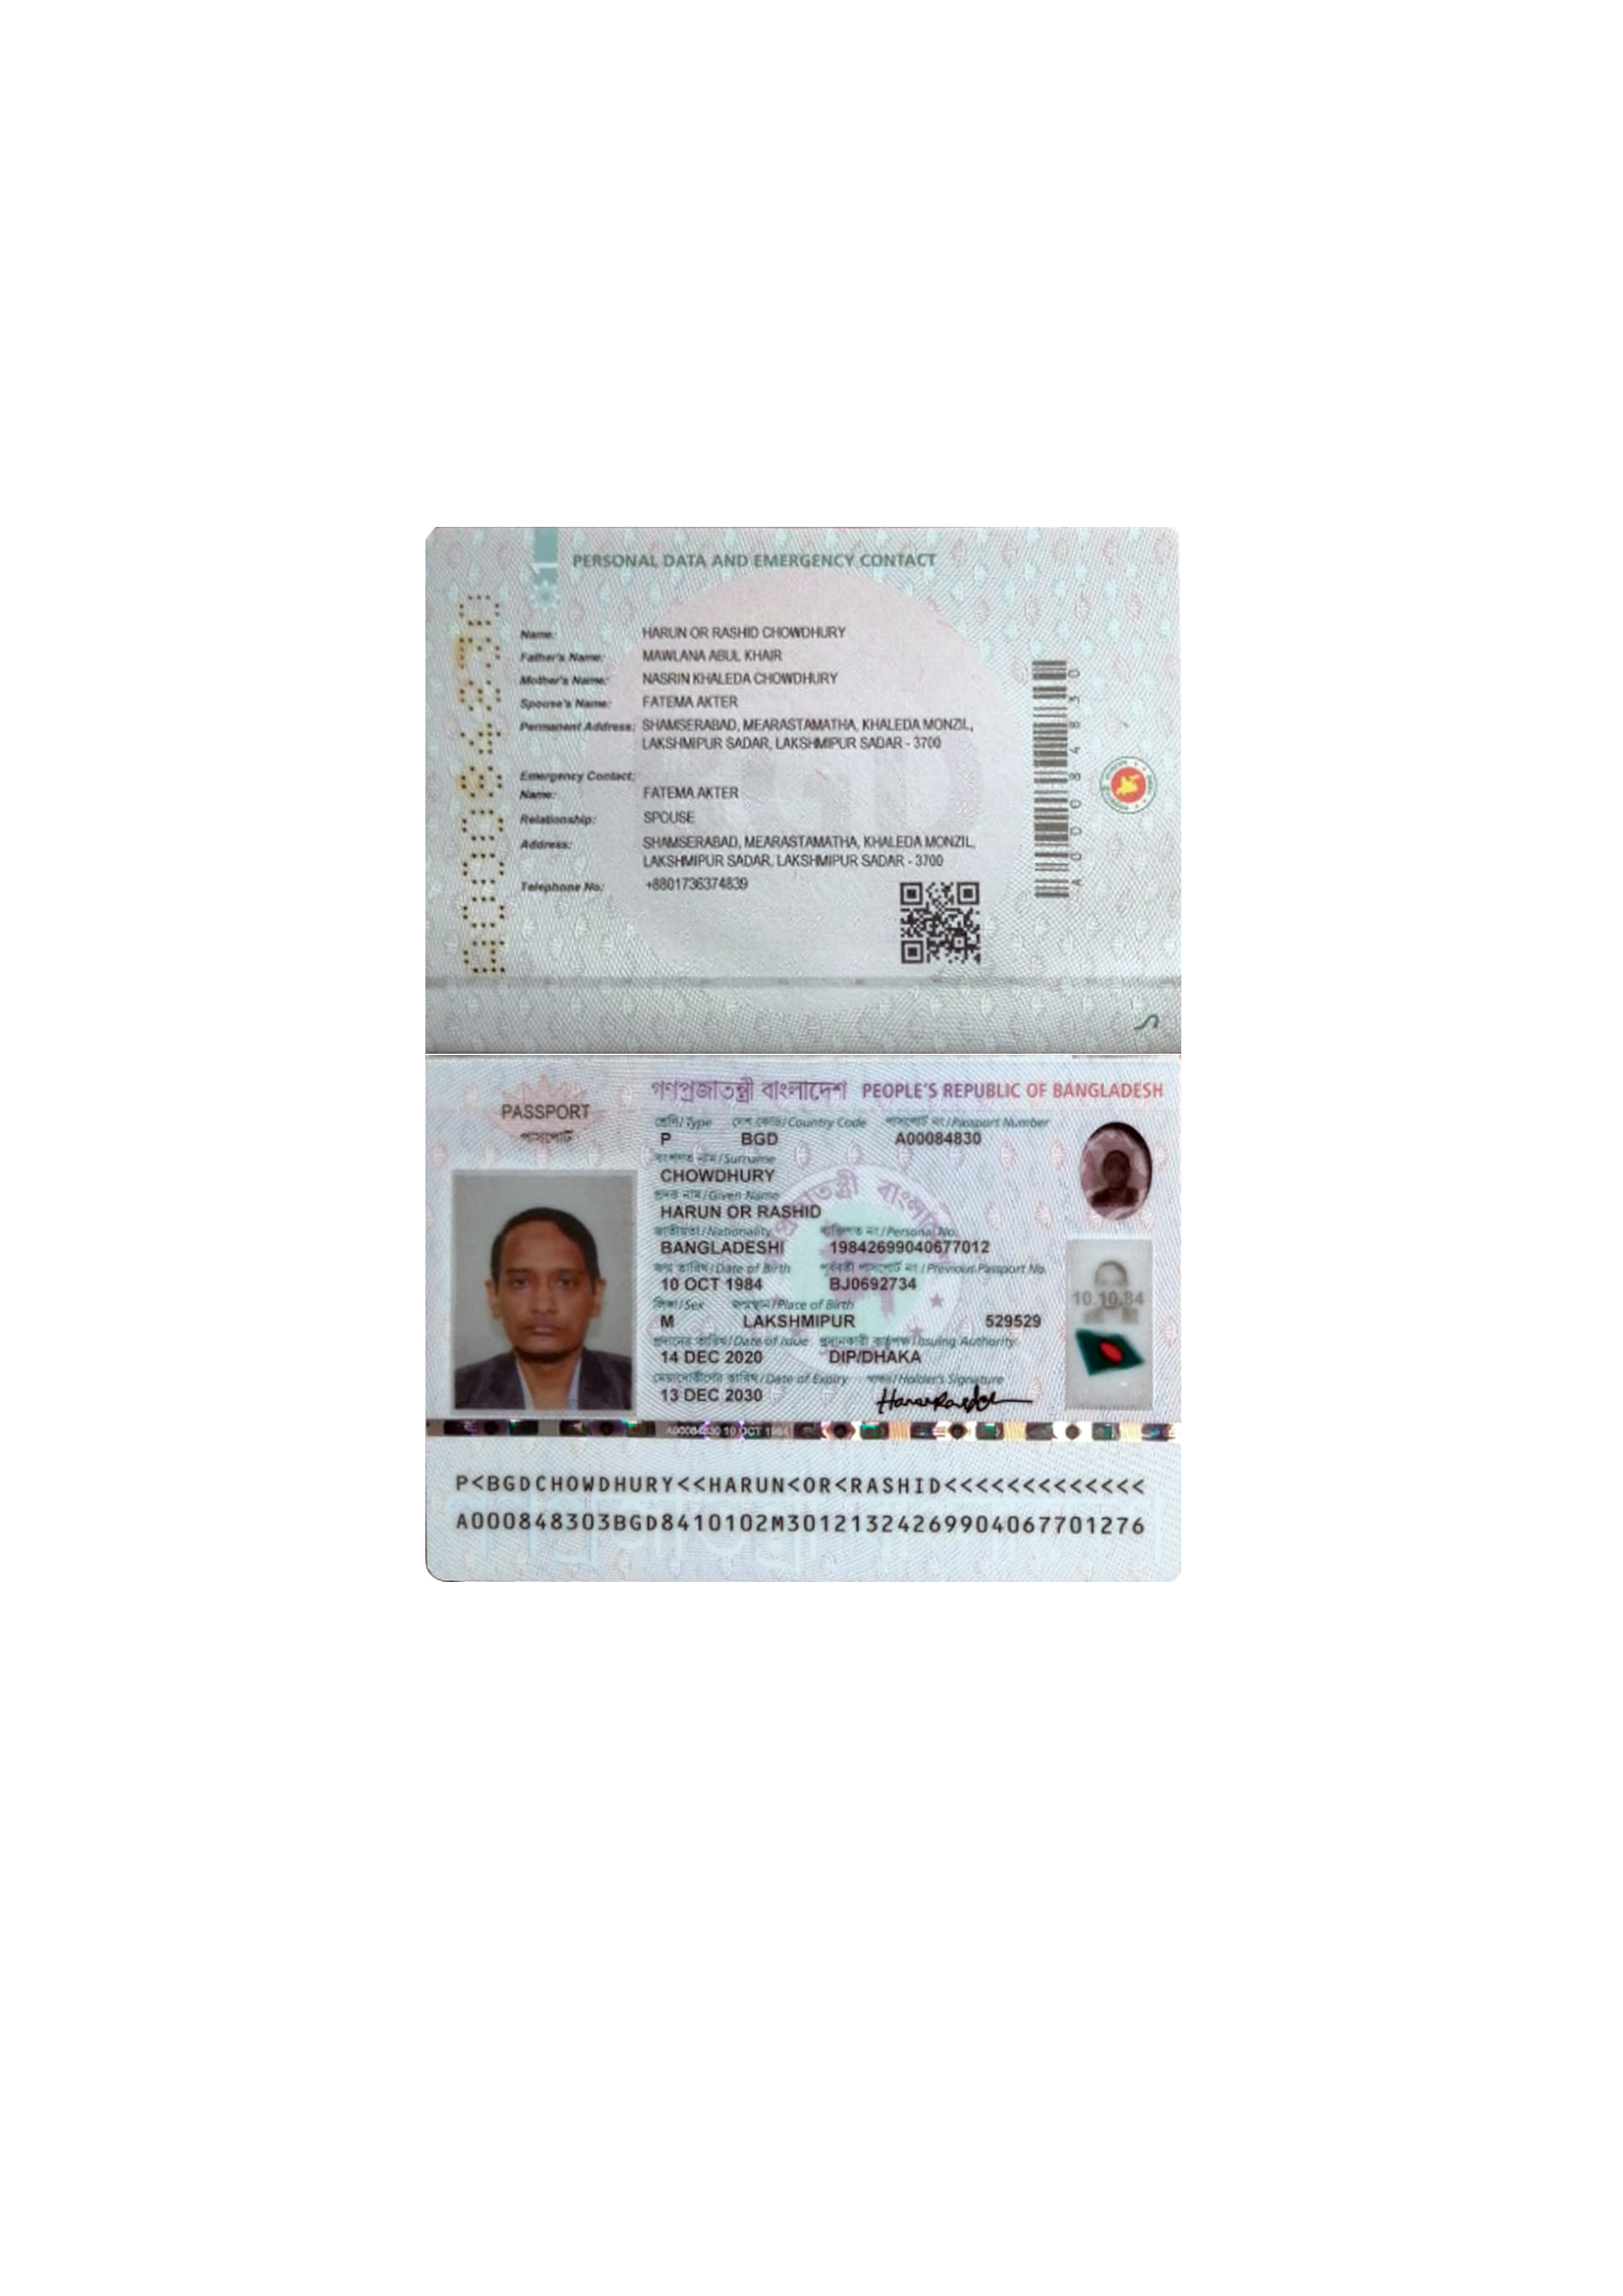 PERSONAL DATA AND EMERGENCY CONTACT
Name: HARUN OR RASHID CHOWDHURY
Father's Name: MAWLANA ABUL KHAIR
Mother's Name: NASRIN KHALEDA CHOWDHURY
Spouse's Name: FATEMA AKTER
Permanent Address: SHAMSERABAD, MEARASTAMATHA, KHALEDA MONZIL,
LAKSHMIPUR SADAR, LAKSHMIPUR SADAR - 3700
Emergency Contact:
Name: FATEMA AKTER
Relationship: SPOUSE
Address: SHAMSERABAD, MEARASTAMATHA, KHALEDA MONZIL,
LAKSHMIPUR SADAR, LAKSHMIPUR SADAR - 3700
Telephone No.: +8801736374839
A00084830
A00084830
গণপ্রজাতন্ত্রী বাংলাদেশ PEOPLE'S REPUBLIC OF BANGLADESH
PASSPORT
পাসপোর্ট
শ্রেণি/Type দেশ কোড/Country Code পাসপোর্ট নং/Passport Number
P BGD A00084830
বংশগত নাম/Surname
CHOWDHURY
প্রদত্ত নাম/Given Name
HARUN OR RASHID
জাতীয়তা/Nationality ব্যক্তিগত নং/Personal No.
BANGLADESHI 19842699040677012
জন্ম তারিখ/Date of Birth পূর্ববর্তী পাসপোর্ট নং/Previous Passport No.
10 OCT 1984 BJ0692734
লিঙ্গ/Sex জন্মস্থান/Place of Birth
M LAKSHMIPUR 529529
প্রদানের তারিখ/Date of Issue প্রদানকারী কর্তৃপক্ষ/Issuing Authority
14 DEC 2020 DIP/DHAKA
মেয়াদোত্তীর্ণের তারিখ/Date of Expiry স্বাক্ষর/Holder's Signature
13 DEC 2030
10.10.84
A00084830 10 OCT 1984
P<BGDCHOWDHURY<<HARUN<OR<RASHID<<<<<<<<<<<<<
A000848303BGD8410102M30121324269904067701276